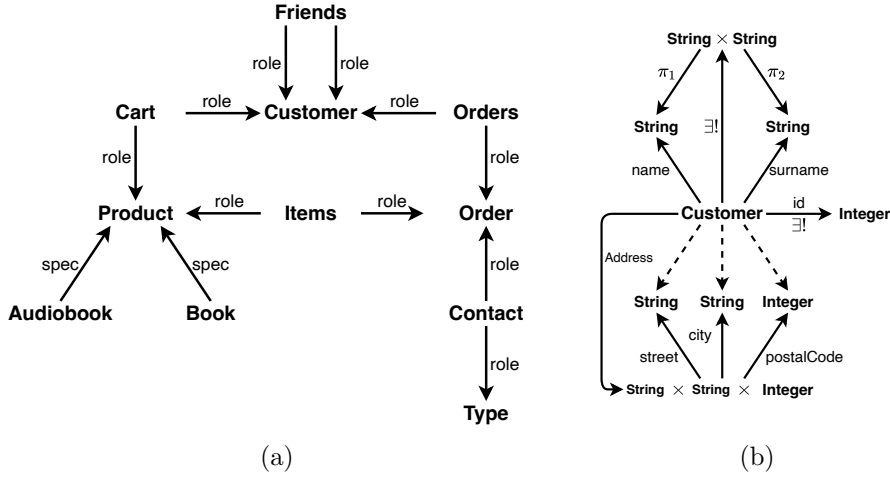 Friends
role role
Cart role Customer role Orders
role role
Product role Items role Order
spec spec role
Audiobook Book Contact
role
Type
(a)
String × String
π1 π2
String ∃! String
name surname
Customer id Integer
∃!
Address
String String Integer
city
street postalCode
String × String × Integer
(b)